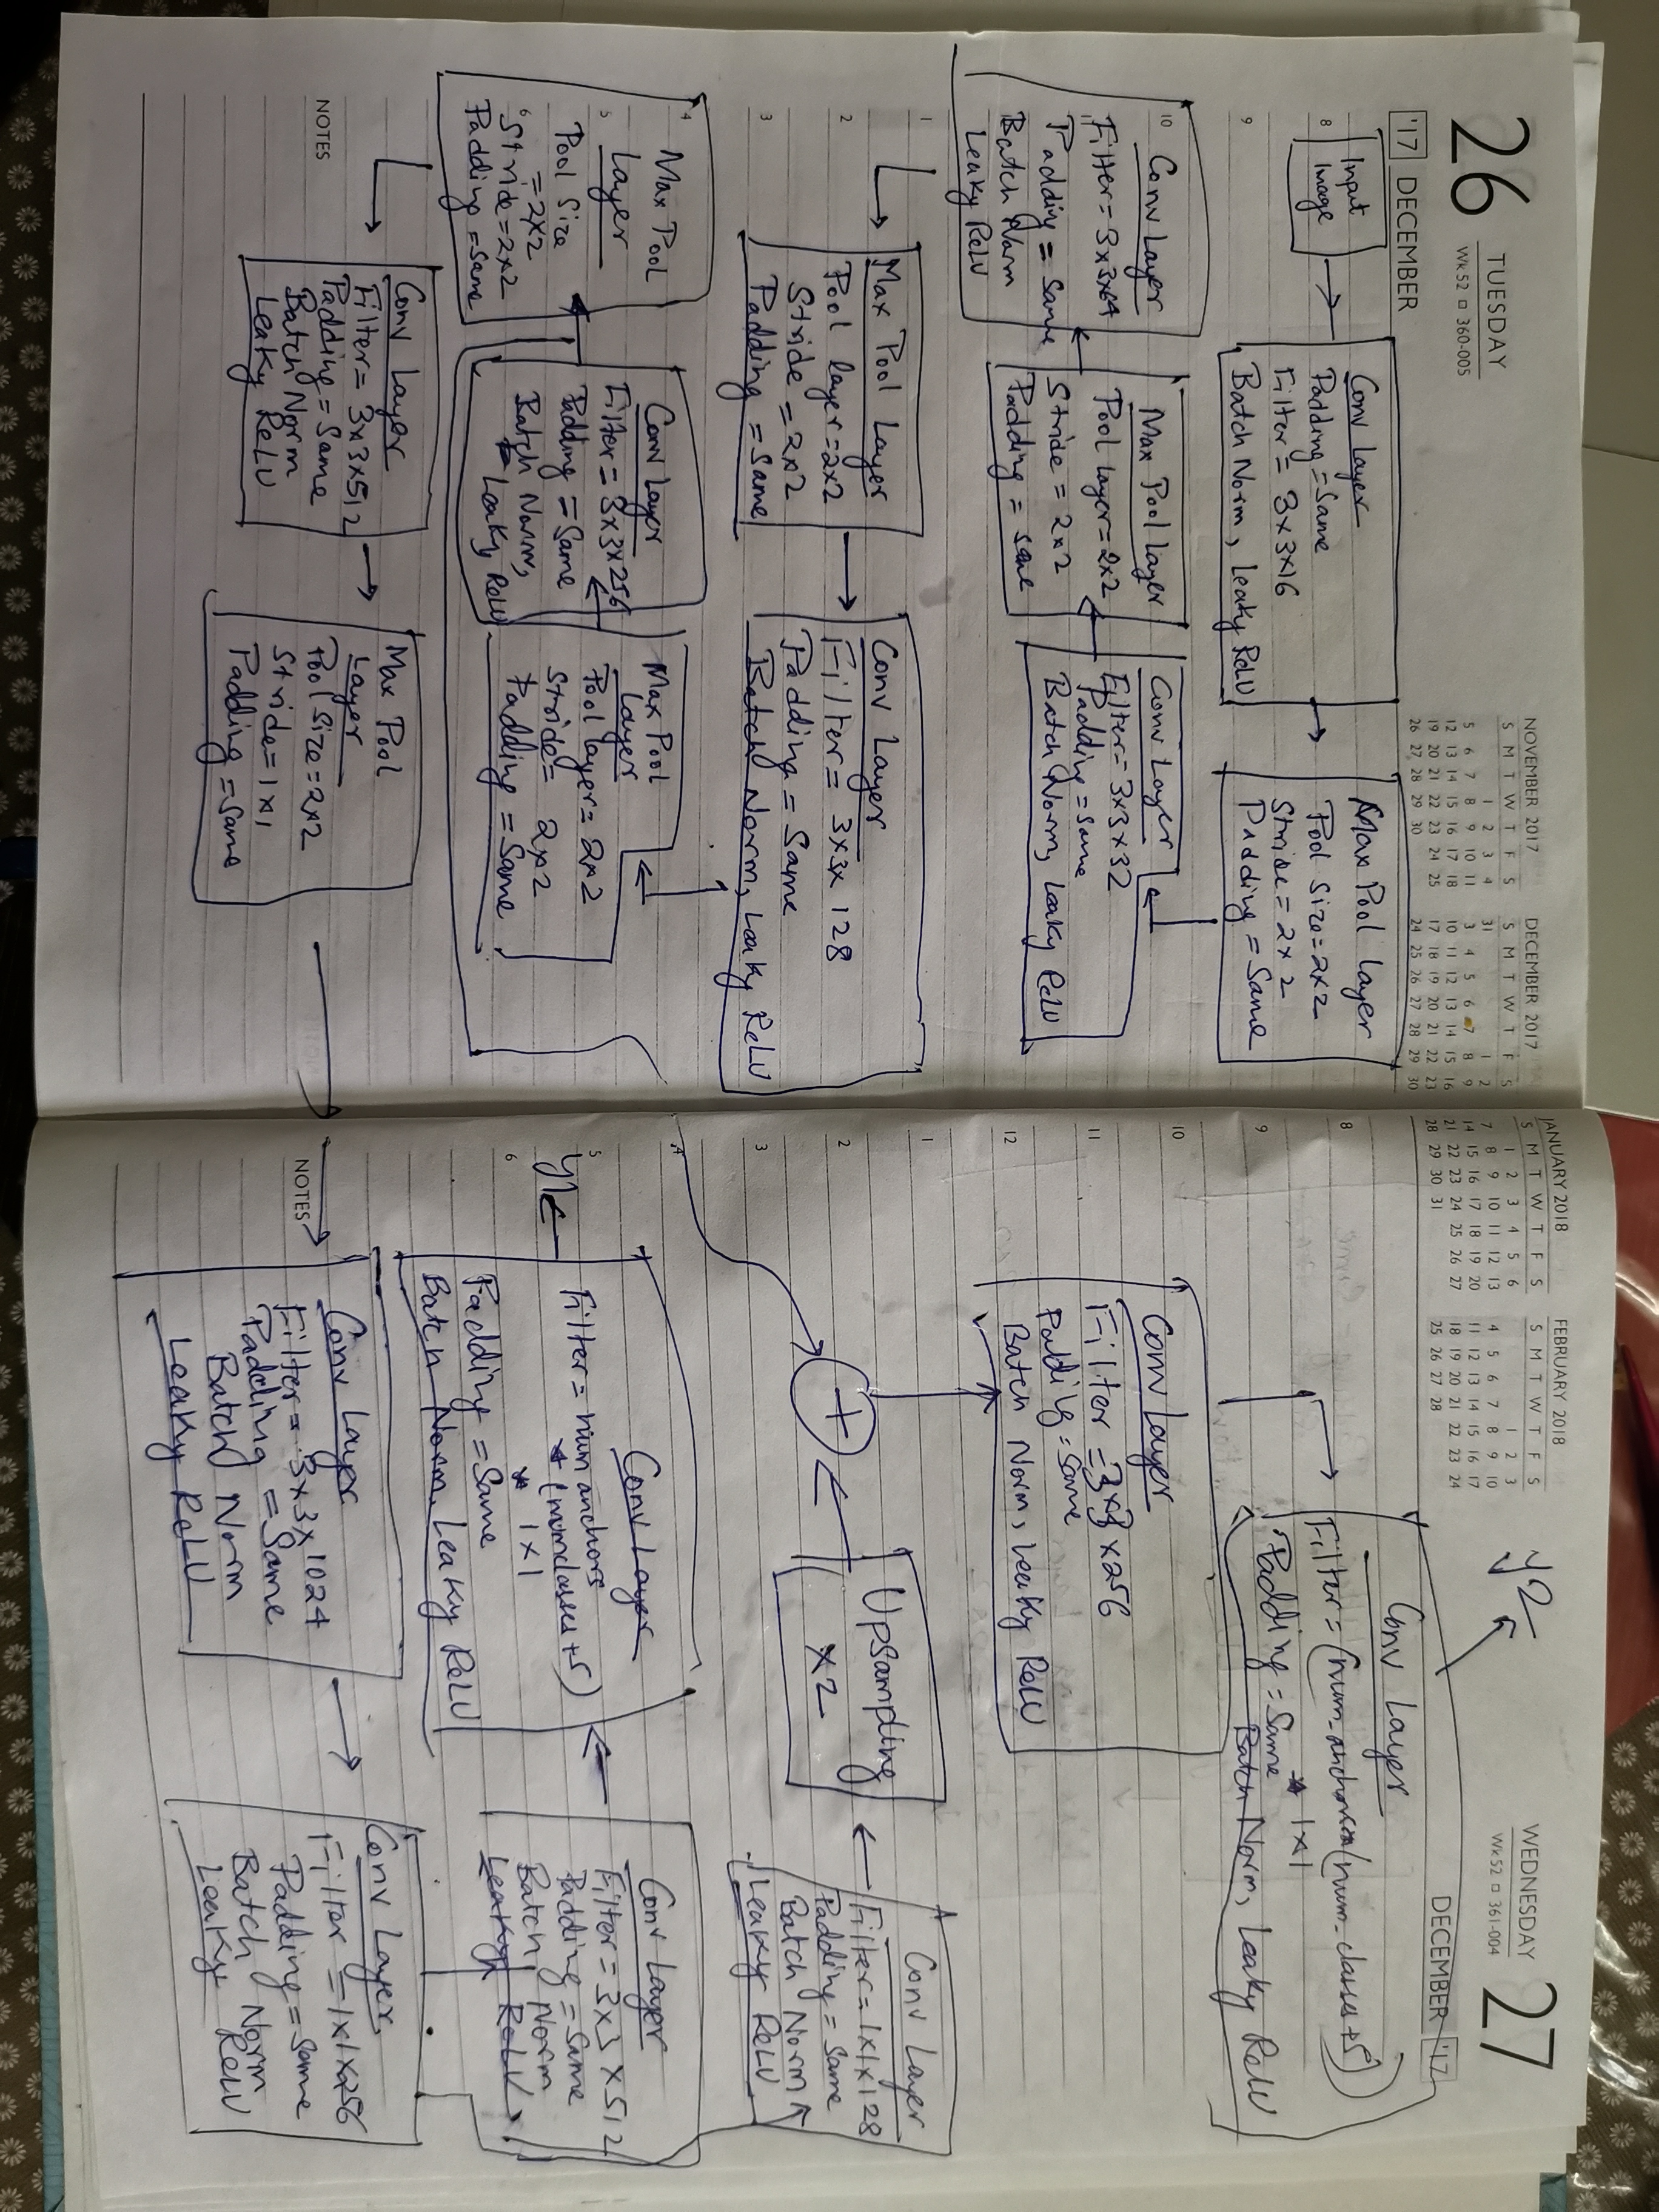 26
TUESDAY
Wk 52 360-005
'17 DECEMBER
NOVEMBER 2017
S M T W T F S
1 2 3 4
5 6 7 8 9 10 11
12 13 14 15 16 17 18
19 20 21 22 23 24 25
26 27 28 29 30
DECEMBER 2017
S M T W T F S
31 1 2
3 4 5 6 7 8 9
10 11 12 13 14 15 16
17 18 19 20 21 22 23
24 25 26 27 28 29 30
Input
Image
Conv Layer
Padding = Same
Filter = 3x3x16
Batch Norm, Leaky ReLU
Max Pool Layer
Pool Size = 2x2
Stride = 2x2
Padding = Same
8
9
10
Conv Layer
Filter = 3x3x64
11
Padding = Same
Batch Norm
Leaky ReLU
Max Pool Layer
Pool Layer = 2x2
Stride = 2x2
Padding = same
Conv Layer
Filter = 3x3x32
Padding = same
Batch Norm, Leaky ReLU
1
Max Pool Layer
Pool layer = 2x2
Stride = 2x2
Padding = Same
Conv Layer
Filter = 3x3x128
Padding = Same
Batch Norm, Leaky ReLU
2
3
4
Max Pool
Layer
5
Pool Size
= 2x2
6
Stride = 2x2
Padding = Same
Conv Layer
Filter = 3x3x256
Padding = Same
Batch Norm,
Leaky ReLU
Max Pool
Layer
Pool layer = 2x2
Stride = 2x2
Padding = Same
Conv Layer
Filter = 3x3x512
Padding = Same
Batch Norm
Leaky ReLU
Max Pool
Layer
Pool Size = 2x2
Stride = 1x1
Padding = Same
NOTES
JANUARY 2018
S M T W T F S
1 2 3 4 5 6
7 8 9 10 11 12 13
14 15 16 17 18 19 20
21 22 23 24 25 26 27
28 29 30 31
FEBRUARY 2018
S M T W T F S
1 2 3
4 5 6 7 8 9 10
11 12 13 14 15 16 17
18 19 20 21 22 23 24
25 26 27 28
y2
WEDNESDAY
Wk 52 361-004
27
DECEMBER '17
Conv Layer
Filter = (num_anchors * (num_classes + 5))
* 1x1
Padding = Same
Batch Norm, Leaky ReLU
8
9
10
Conv Layer
Filter = 3x3x256
Padding = Same
Batch Norm, Leaky ReLU
11
12
1
+
Upsampling
x2
Conv Layer
Filter = 1x1x128
Padding = Same
Batch Norm
Leaky ReLU
2
3
4
y1
Conv Layer
Filter = num anchors
* (numclasses + 5)
* 1x1
Padding = Same
Batch Norm, Leaky ReLU
Conv Layer
Filter = 3x3x512
Padding = Same
Batch Norm
Leaky ReLU
5
6
Conv Layer
Filter = 3x3x1024
Padding = Same
Batch Norm
Leaky ReLU
Conv Layer
Filter = 1x1x256
Padding = Same
Batch Norm
Leaky ReLU
NOTES